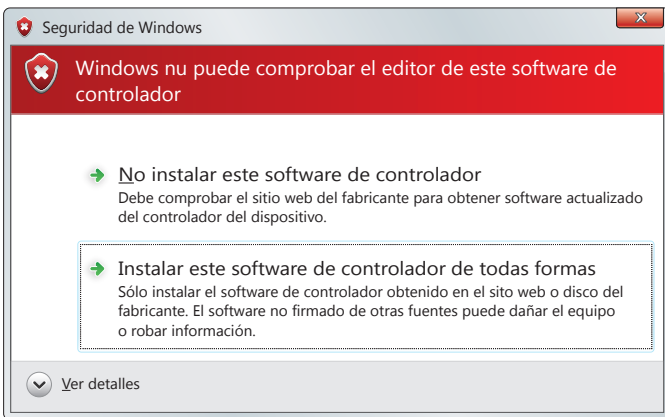 Seguridad de Windows
Windows nu puede comprobar el editor de este software de
controlador
No instalar este software de controlador
Debe comprobar el sitio web del fabricante para obtener software actualizado
del controlador del dispositivo.
Instalar este software de controlador de todas formas
Sólo instalar el software de controlador obtenido en el sito web o disco del
fabricante. El software no firmado de otras fuentes puede dañar el equipo
o robar información.
Ver detalles